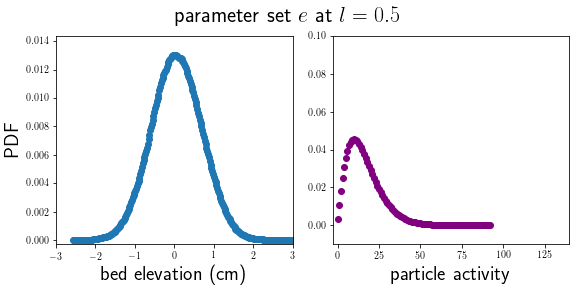 parameter set e at l = 0.5
PDF
0.014
0.012
0.010
0.008
0.006
0.004
0.002
0.000
−3 −2 −1 0 1 2 3
bed elevation (cm)
0.10
0.08
0.06
0.04
0.02
0.00
0 25 50 75 100 125
particle activity